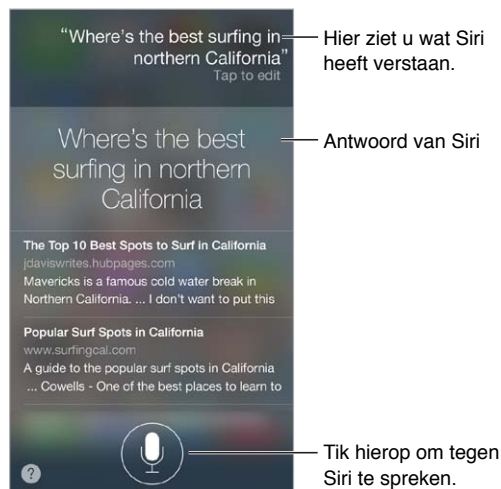 “Where's the best surfing in
northern California”
Tap to edit
Hier ziet u wat Siri
heeft verstaan.
Where's the best
surfing in northern
California
Antwoord van Siri
The Top 10 Best Spots to Surf in California
jdaviswrites.hubpages.com
Mavericks is a famous cold water break in
Northern California. ... I don't want to put this
Popular Surf Spots in California
www.surfingcal.com
A guide to the popular surf spots in California
... Cowells - One of the best places to learn to
?
Tik hierop om tegen
Siri te spreken.